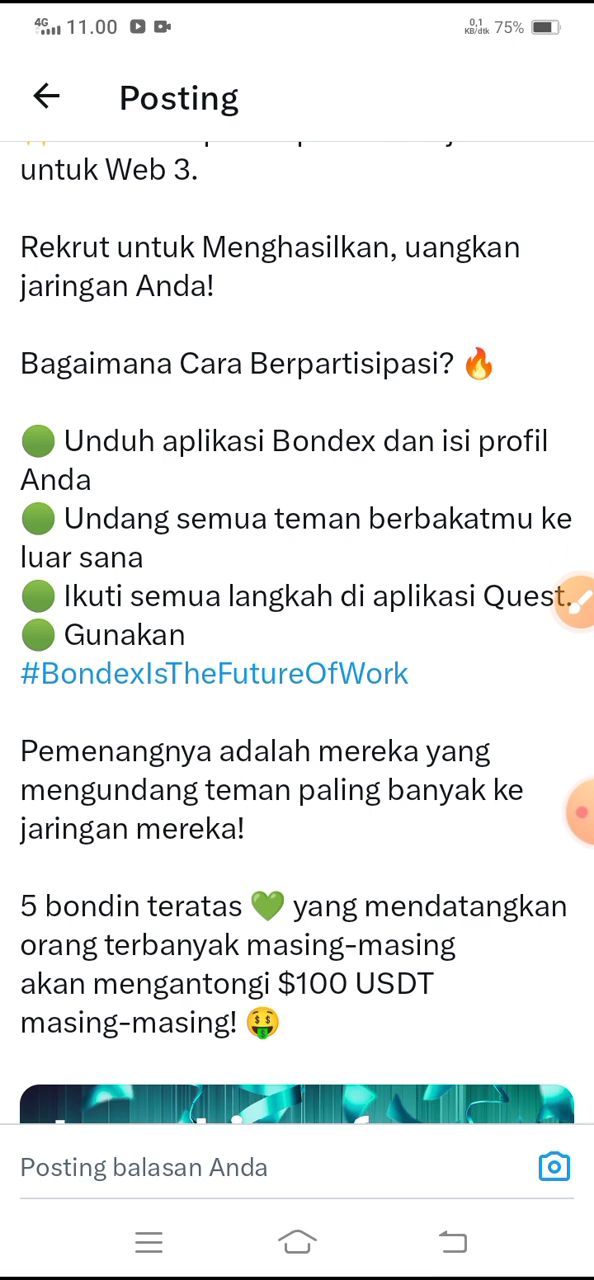 4G 11.00 0,1 KB/dtk 75%
Posting
untuk Web 3.
Rekrut untuk Menghasilkan, uangkan
jaringan Anda!
Bagaimana Cara Berpartisipasi? 🔥
🟢 Unduh aplikasi Bondex dan isi profil
Anda
🟢 Undang semua teman berbakatmu ke
luar sana
🟢 Ikuti semua langkah di aplikasi Quest.
🟢 Gunakan
#BondexIsTheFutureOfWork
Pemenangnya adalah mereka yang
mengundang teman paling banyak ke
jaringan mereka!
5 bondin teratas 💚 yang mendatangkan
orang terbanyak masing-masing
akan mengantongi $100 USDT
masing-masing! 🤑
Posting balasan Anda